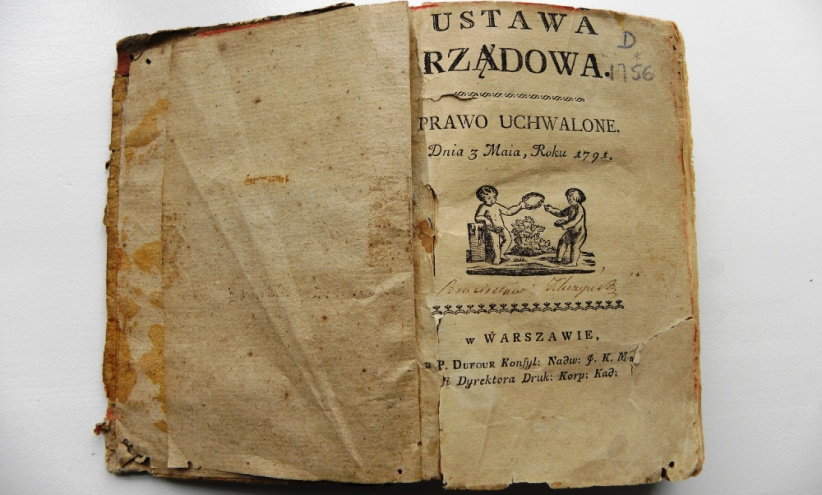 USTAWA
RZĄDOWA.
D
1756
PRAWO UCHWALONE.
Dnia 3 Maia, Roku 1791.
w WARSZAWIE,
P. DUFOUR Konſyl: Nadw: J. K.
Dyrektora Druk: Korp: Kad: